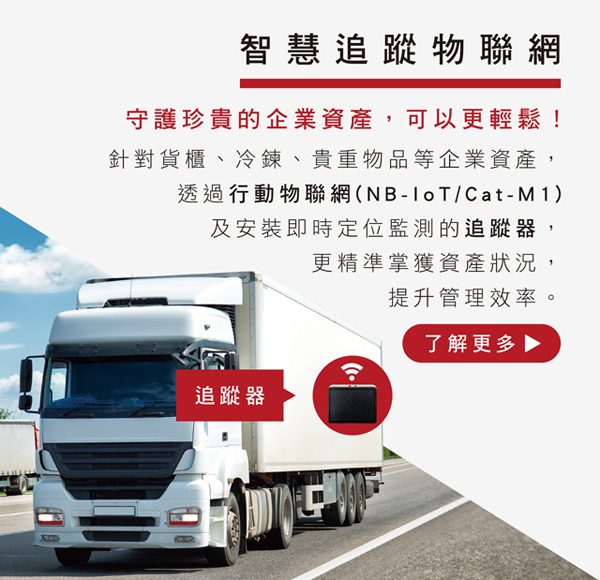 智慧追蹤物聯網
守護珍貴的企業資產，可以更輕鬆！
針對貨櫃、冷鍊、貴重物品等企業資產，
透過行動物聯網(NB-IoT/Cat-M1)
及安裝即時定位監測的追蹤器，
更精準掌獲資產狀況，
提升管理效率。
了解更多▶
追蹤器